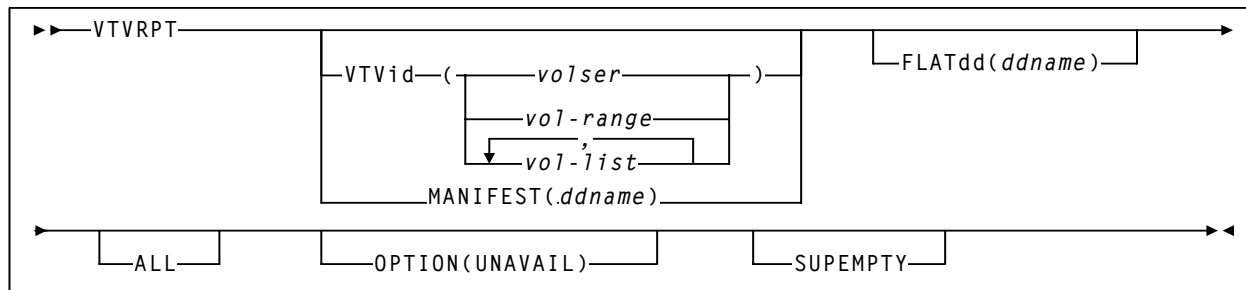 VTVRPT
VTVid ( volser )
FLATdd(ddname)
vol-range
,
vol-list
MANIFEST(.ddname)
ALL
OPTION(UNAVAIL)
SUPEMPTY